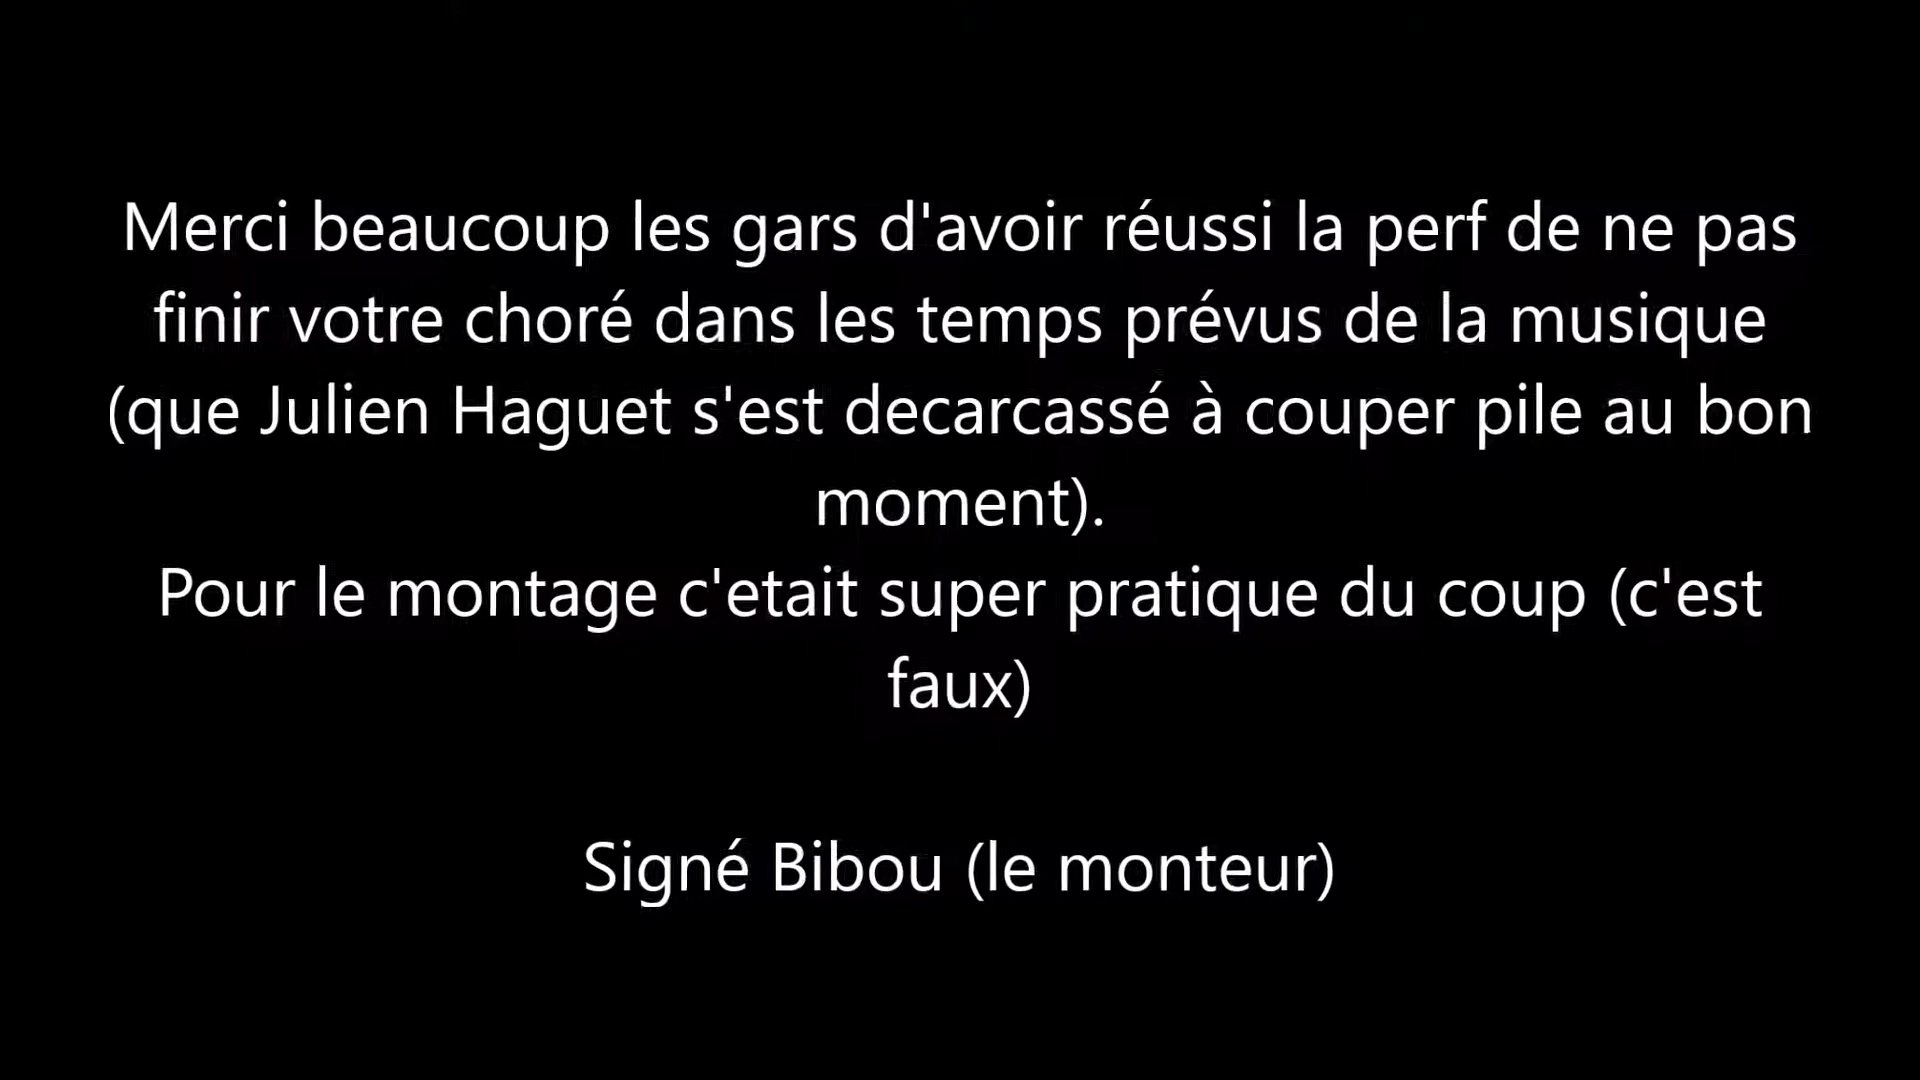 Merci beaucoup les gars d'avoir réussi la perf de ne pas
finir votre choré dans les temps prévus de la musique
(que Julien Haguet s'est decarcassé à couper pile au bon
moment).
Pour le montage c'etait super pratique du coup (c'est
faux)
Signé Bibou (le monteur)